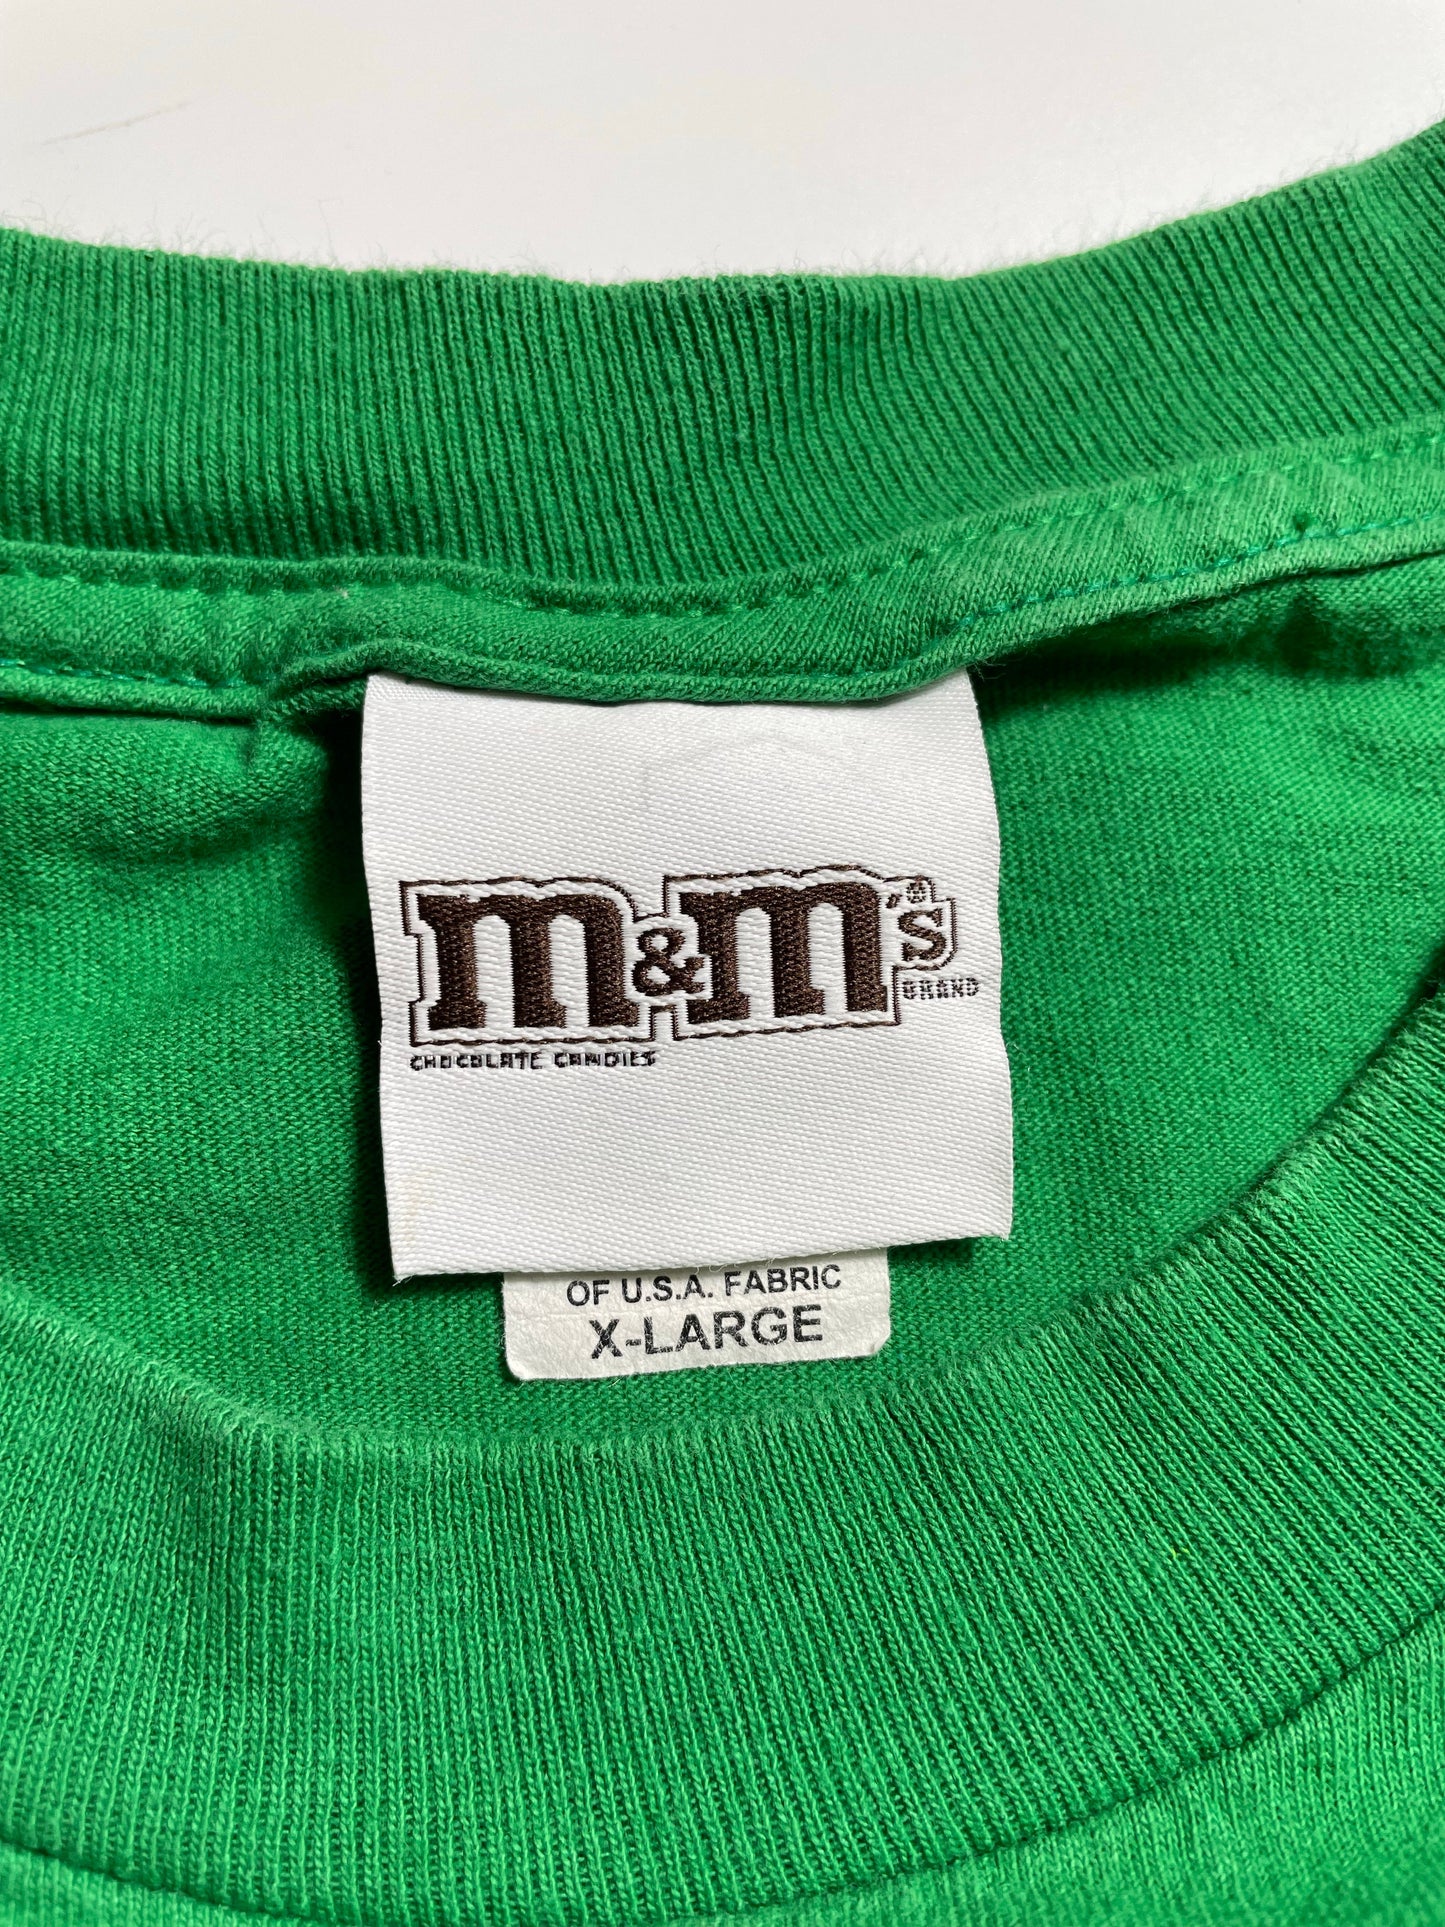 m&m's®
BRAND
CHOCOLATE CANDIES
OF U.S.A. FABRIC
X-LARGE